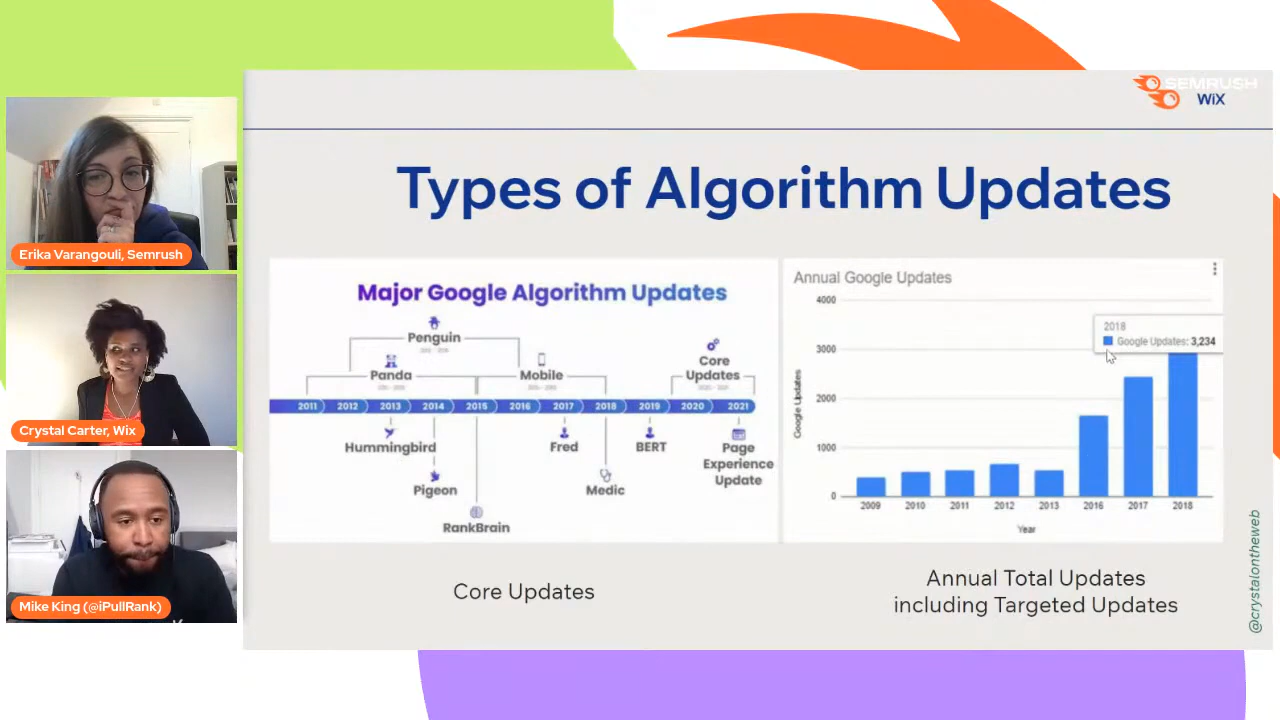 SEMRUSH
WiX
Types of Algorithm Updates
Erika Varangouli, Semrush
Crystal Carter, Wix
Mike King (@iPullRank)
Major Google Algorithm Updates
Penguin
Panda
Mobile
Core
Updates
2011 2012 2013 2014 2015 2016 2017 2018 2019 2020 2021
Hummingbird
Fred
BERT
Page
Experience
Update
Pigeon
Medic
RankBrain
Core Updates
Annual Google Updates
4000
3000
2000
1000
0
Google Updates
2018
Google Updates: 3,234
2009 2010 2011 2012 2013 2016 2017 2018
Year
Annual Total Updates
including Targeted Updates
@crystalontheweb